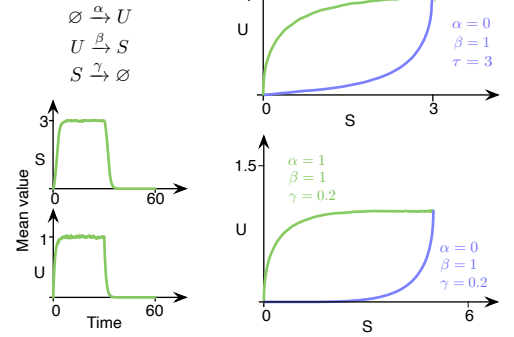 ∅ →^α U
U →^β S
S →^γ ∅
3
S
0
60
Mean value
1
U
0
60
Time
U
α = 0
β = 1
τ = 3
0
3
S
1.5
α = 1
β = 1
γ = 0.2
U
α = 0
β = 1
γ = 0.2
0
6
S